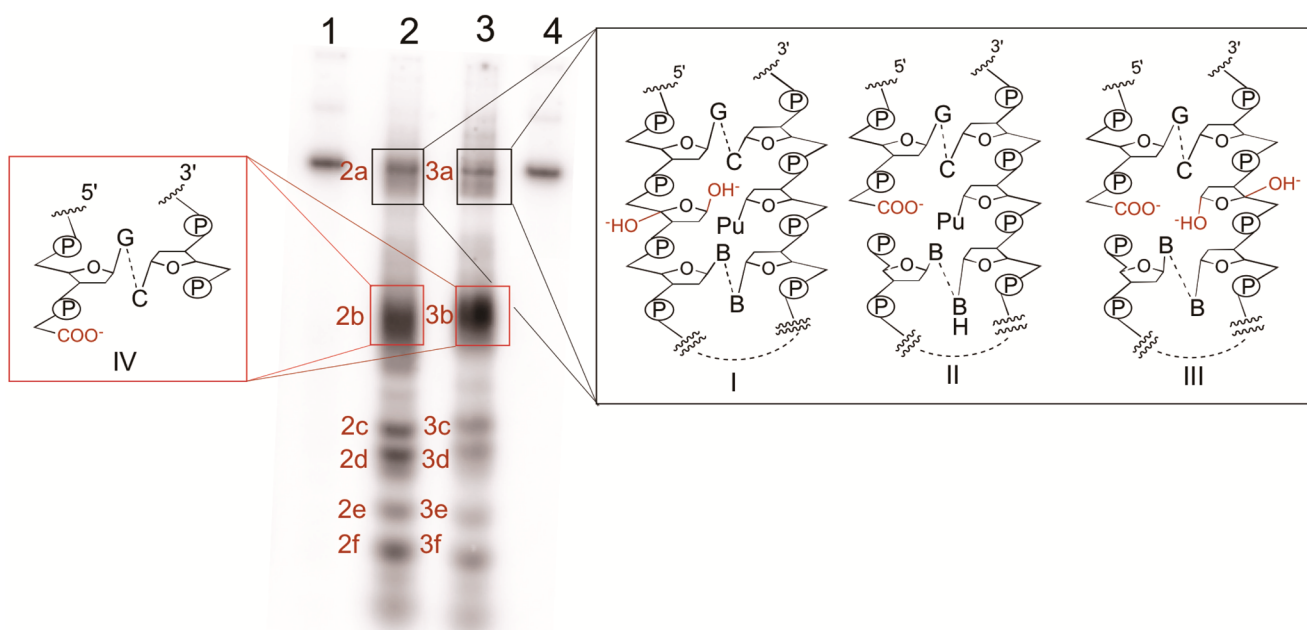 1 2 3 4
2a 3a
2b 3b
2c 3c
2d 3d
2e 3e
2f 3f
5' 3'
P P
G
C
P P
COO-
IV
5' 3'
P P
G
C
P P
OH-
-HO Pu
P P
B
B
P P
I
5' 3'
P P
G
C
P P
COO-
Pu
P P
B
B
H
P P
II
5' 3'
P P
G
C
P P
COO- OH-
-HO
P P
B
B
P P
III